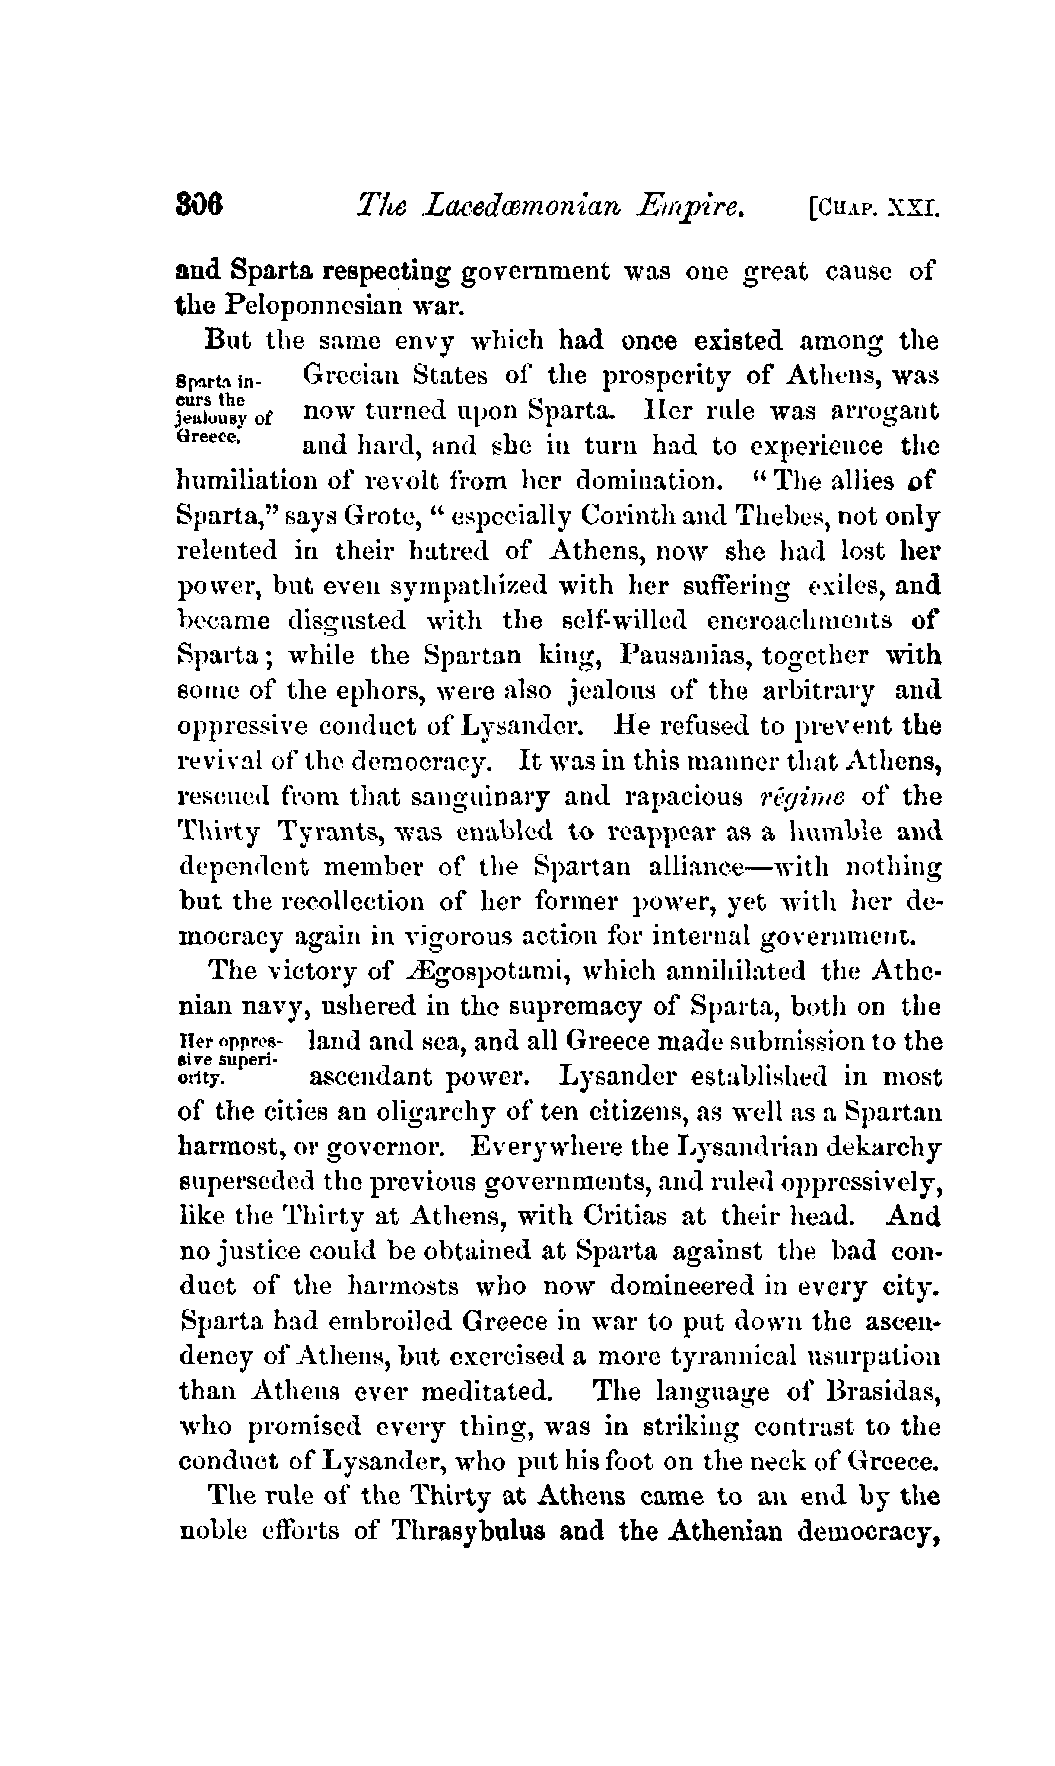 306 The Lacedæmonian Empire. [CHAP. XXI.
and Sparta respecting government was one great cause of
the Peloponnesian war.
But the same envy which had once existed among the
Sparta in-
curs the
jealousy of
Greece.
Grecian States of the prosperity of Athens, was
now turned upon Sparta. Her rule was arrogant
and hard, and she in turn had to experience the
humiliation of revolt from her domination. “The allies of
Sparta,” says Grote, “especially Corinth and Thebes, not only
relented in their hatred of Athens, now she had lost her
power, but even sympathized with her suffering exiles, and
became disgusted with the self-willed encroachments of
Sparta; while the Spartan king, Pausanias, together with
some of the ephors, were also jealous of the arbitrary and
oppressive conduct of Lysander. He refused to prevent the
revival of the democracy. It was in this manner that Athens,
rescued from that sanguinary and rapacious régime of the
Thirty Tyrants, was enabled to reappear as a humble and
dependent member of the Spartan alliance—with nothing
but the recollection of her former power, yet with her de-
mocracy again in vigorous action for internal government.
The victory of Ægospotami, which annihilated the Athe-
nian navy, ushered in the supremacy of Sparta, both on the
Her oppres-
sive superi-
ority.
land and sea, and all Greece made submission to the
ascendant power. Lysander established in most
of the cities an oligarchy of ten citizens, as well as a Spartan
harmost, or governor. Everywhere the Lysandrian dekarchy
superseded the previous governments, and ruled oppressively,
like the Thirty at Athens, with Critias at their head. And
no justice could be obtained at Sparta against the bad con-
duct of the harmosts who now domineered in every city.
Sparta had embroiled Greece in war to put down the ascen-
dency of Athens, but exercised a more tyrannical usurpation
than Athens ever meditated. The language of Brasidas,
who promised every thing, was in striking contrast to the
conduct of Lysander, who put his foot on the neck of Greece.
The rule of the Thirty at Athens came to an end by the
noble efforts of Thrasybulus and the Athenian democracy,